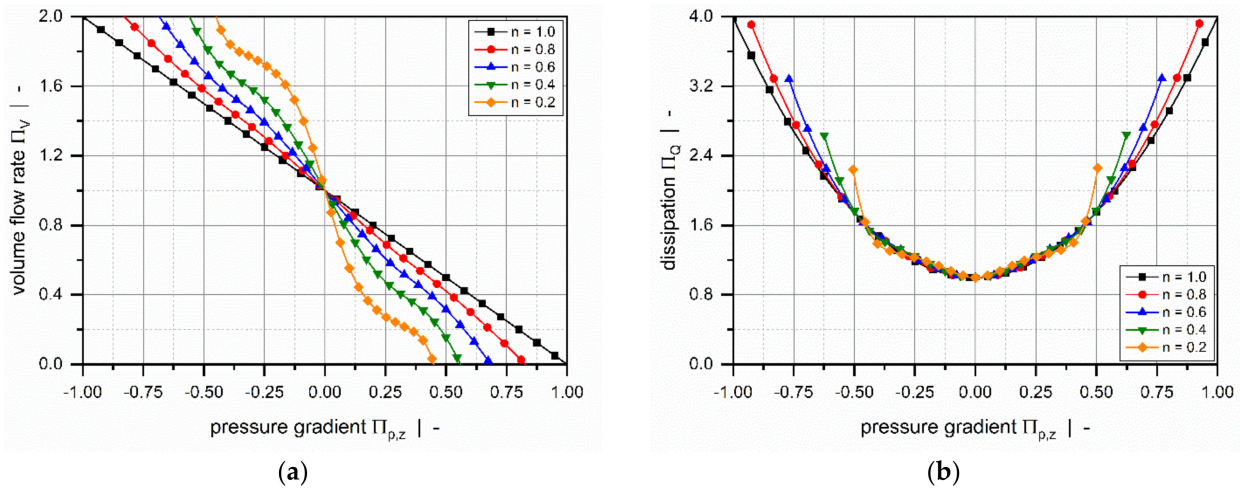 2.0
1.6
1.2
0.8
0.4
0.0
volume flow rate Π_V | -
-1.00 -0.75 -0.50 -0.25 0.00 0.25 0.50 0.75 1.00
pressure gradient Π_p,z | -
n = 1.0
n = 0.8
n = 0.6
n = 0.4
n = 0.2
(a)
4.0
3.2
2.4
1.6
0.8
0.0
dissipation Π_Q | -
-1.00 -0.75 -0.50 -0.25 0.00 0.25 0.50 0.75 1.00
pressure gradient Π_p,z | -
n = 1.0
n = 0.8
n = 0.6
n = 0.4
n = 0.2
(b)